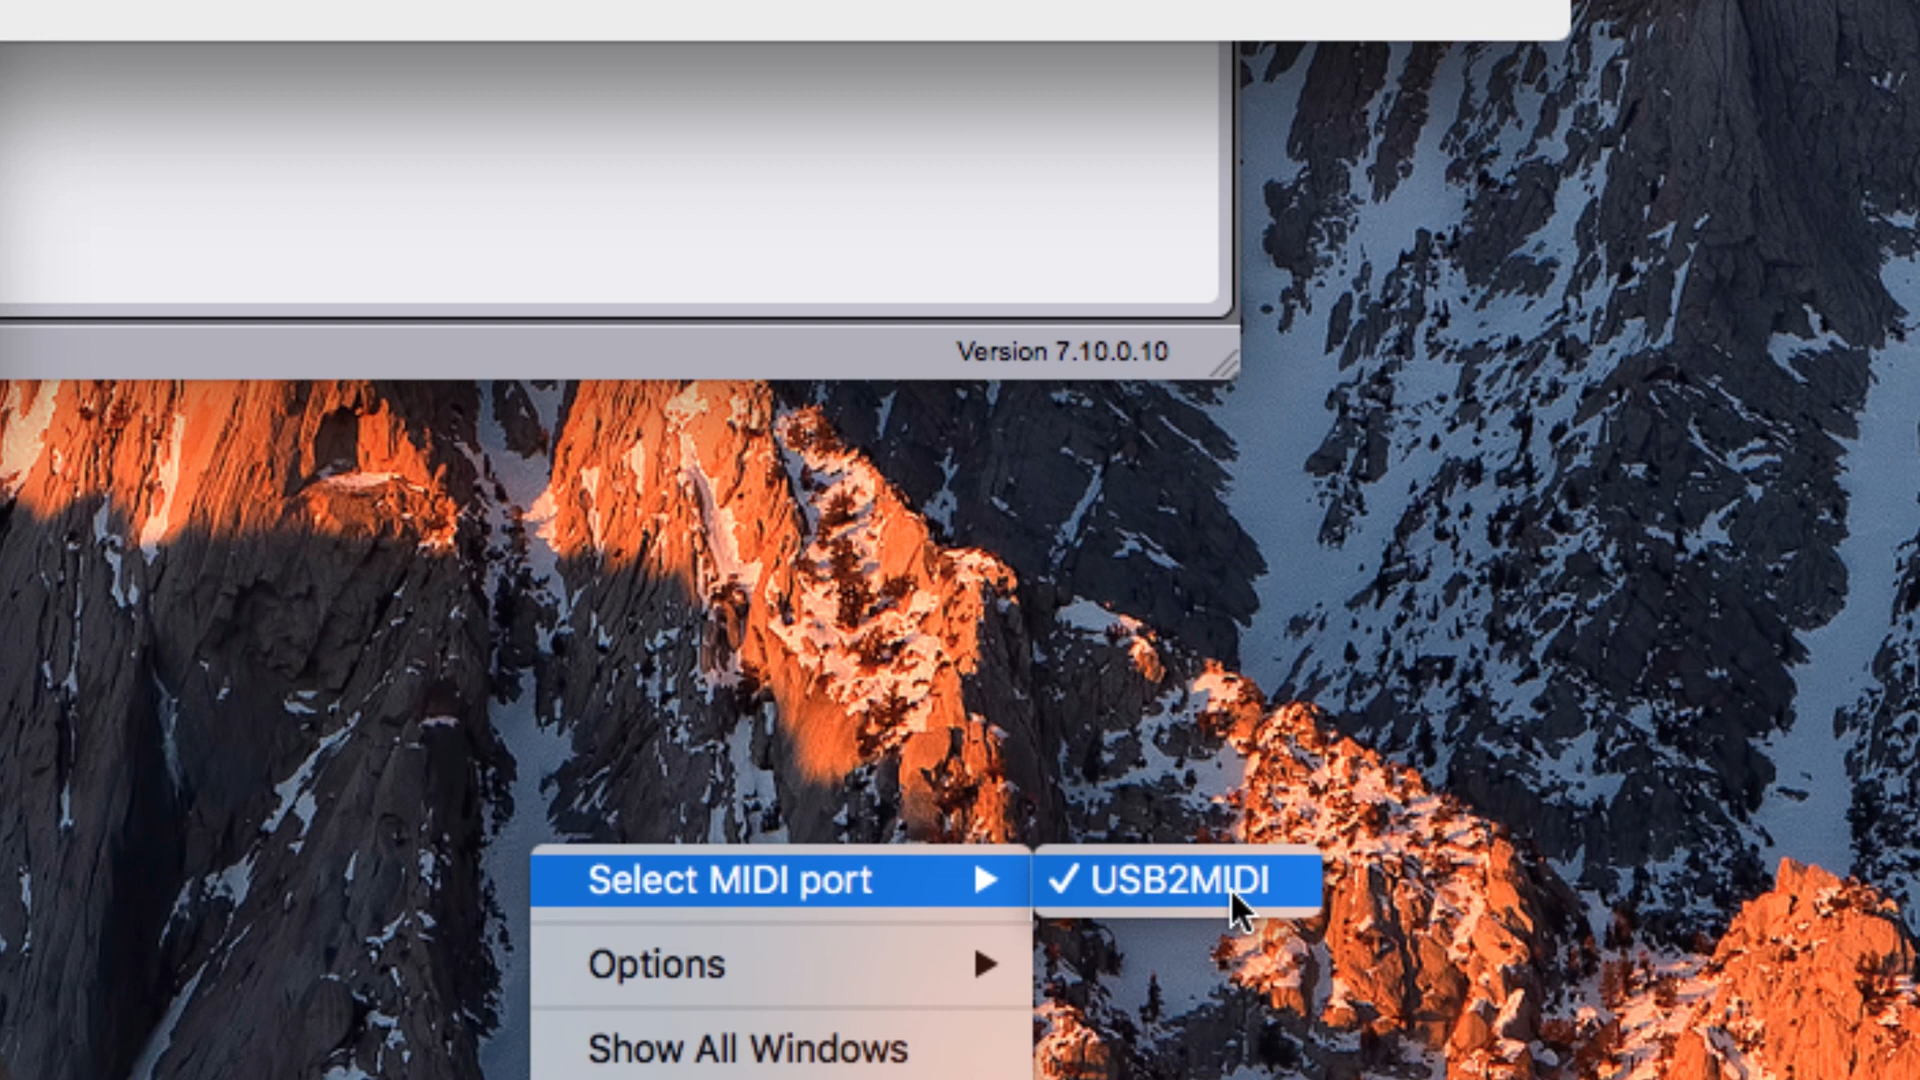 Version 7.10.0.10
Select MIDI port ▶ ✓ USB2MIDI
Options ▶
Show All Windows